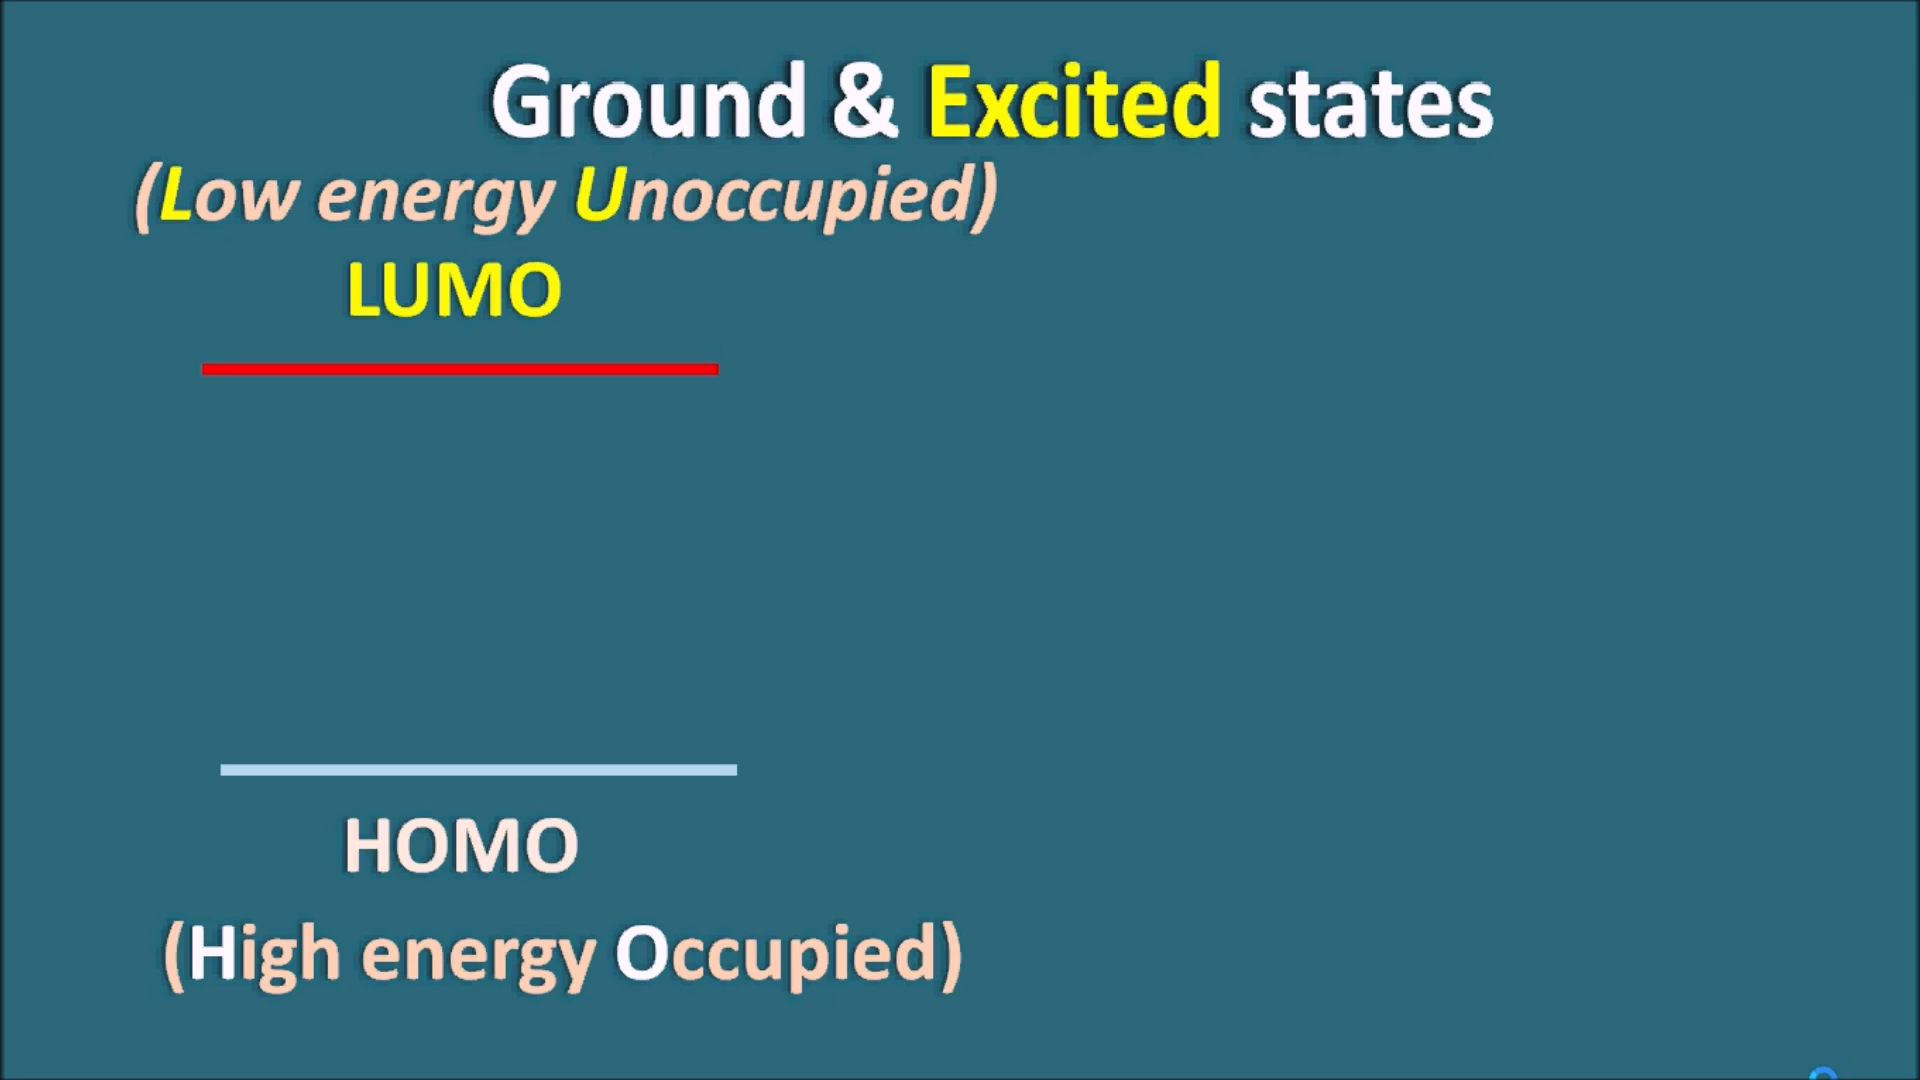 Ground & Excited states
(Low energy Unoccupied)
LUMO
HOMO
(High energy Occupied)